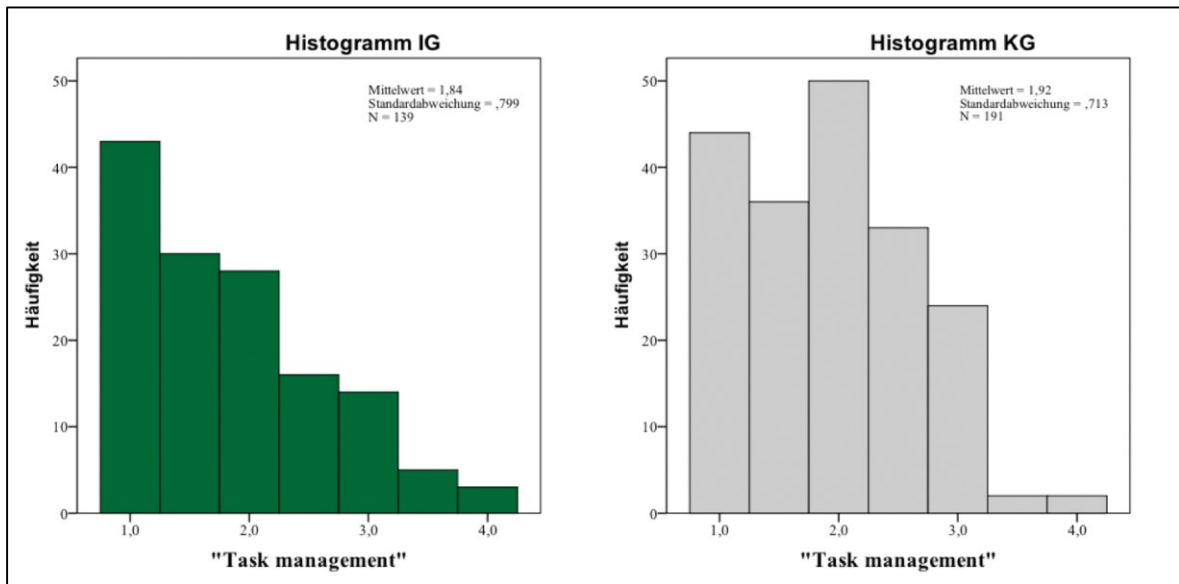 Histogramm IG
Mittelwert = 1,84
Standardabweichung = ,799
N = 139
50
40
30
20
10
0
Häufigkeit
1,0 2,0 3,0 4,0
"Task management"
Histogramm KG
Mittelwert = 1,92
Standardabweichung = ,713
N = 191
50
40
30
20
10
0
Häufigkeit
1,0 2,0 3,0 4,0
"Task management"